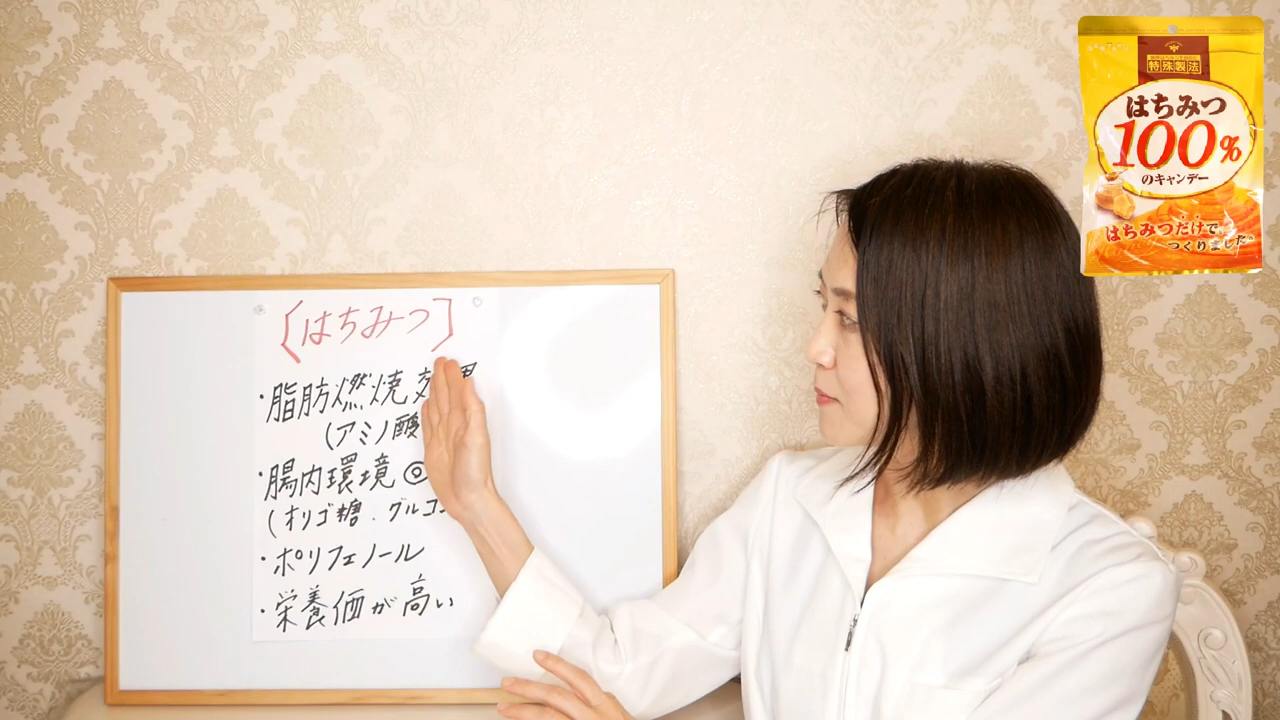 【はちみつ】
・脂肪燃焼効果
(アミノ酸
・腸内環境◎
(オリゴ糖.グルコ
・ポリフェノール
・栄養価が高い
特殊製法
はちみつ
100%
のキャンデー
はちみつだけで、
つくりました。